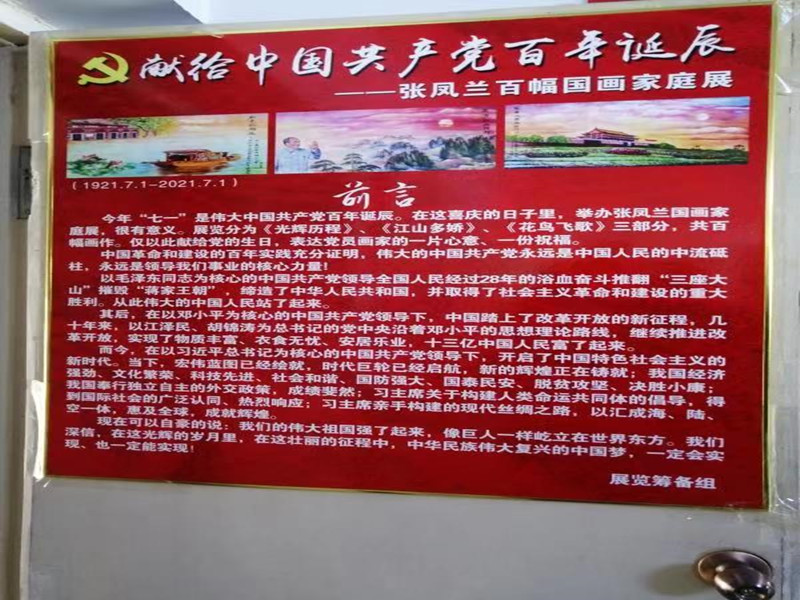 献给中国共产党百年诞辰
——张凤兰百幅国画家庭展
(1921.7.1-2021.7.1)
前言
今年“七一”是伟大中国共产党百年诞辰。在这喜庆的日子里，举办张凤兰国画家
庭展，很有意义。展览分为《光辉历程》、《江山多娇》、《花鸟飞歌》三部分，共百
幅画作。仅以此献给党的生日，表达党员画家的一片心意、一份祝福。
中国革命和建设的百年实践充分证明，伟大的中国共产党永远是中国人民的中流砥
柱，永远是领导我们事业的核心力量！
以毛泽东同志为核心的中国共产党领导全国人民经过28年的浴血奋斗推翻“三座大
山”摧毁“蒋家王朝” 缔造了中华人民共和国，并取得了社会主义革命和建设的重大
胜利。从此伟大的中国人民站了起来。
其后，在以邓小平为核心的中国共产党领导下，中国踏上了改革开放的新征程，几
十年来，以江泽民、胡锦涛为总书记的党中央沿着邓小平的思想理论路线，继续推进改
革开放，实现了物质丰富、衣食无忧、安居乐业，十三亿中国人民富了起来。
而今，在以习近平总书记为核心的中国共产党领导下，开启了中国特色社会主义的
新时代。当下，宏伟蓝图已经绘就，时代巨轮已经启航，新的辉煌正在铸就；我国经济
强劲、文化繁荣、科技先进、社会和谐、国防强大、国泰民安、脱贫攻坚、决胜小康；
我国奉行独立自主的外交政策，成绩斐然；习主席关于构建人类命运共同体的倡导，得
到国际社会的广泛认同、热烈响应；习主席亲手构建的现代丝绸之路，以汇成海、陆、
空一体，惠及全球，成就辉煌。
现在可以自豪的说：我们的伟大祖国强了起来，像巨人一样屹立在世界东方。我们
深信，在这光辉的岁月里，在这壮丽的征程中，中华民族伟大复兴的中国梦，一定会实
现、也一定能实现！
展览筹备组